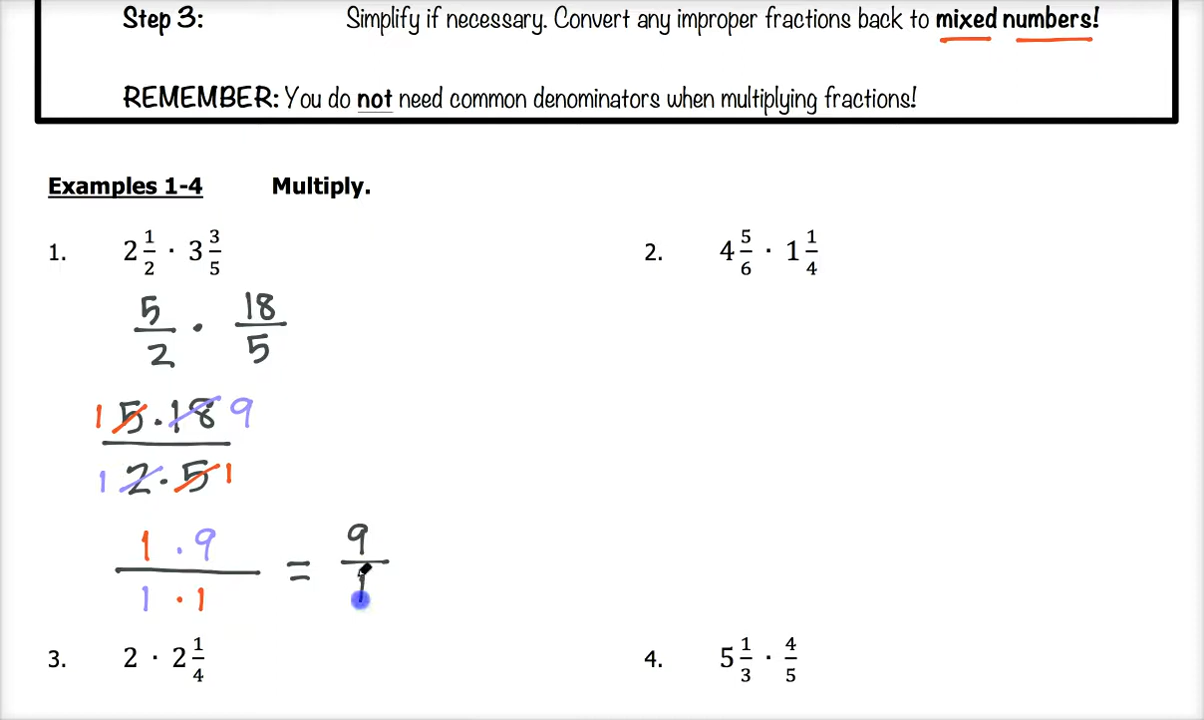 Step 3: Simplify if necessary. Convert any improper fractions back to mixed numbers!
REMEMBER: You do not need common denominators when multiplying fractions!
Examples 1-4 Multiply.
1. 2 1/2 · 3 3/5
2. 4 5/6 · 1 1/4
5/2 · 18/5
1 5 · 18 9
1 2 · 5 1
1 · 9 / 1 · 1 = 9/1
3. 2 · 2 1/4
4. 5 1/3 · 4/5